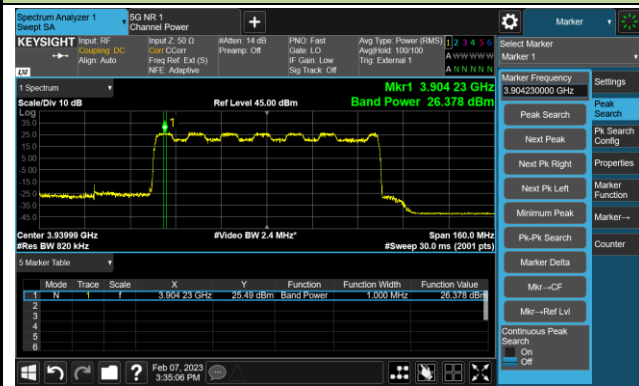 Spectrum Analyzer 1
Swept SA
5G NR 1
Channel Power
Marker
KEYSIGHT
Input: RF
Coupling: DC
Align: Auto
Input Z: 50 Ω
Corr CCorr
Freq Ref: Ext (S)
NFE: Adaptive
#Atten: 14 dB
Preamp: Off
PNO: Fast
Gate: LO
IF Gain: Low
Sig Track: Off
Avg Type: Power (RMS)
Avg|Hold: 100/100
Trig: External 1
1 2 3 4 5 6
A W W W W W
A N N N N N
LXI
Select Marker
Marker 1
1 Spectrum
Scale/Div 10 dB
Ref Level 45.00 dBm
Mkr1 3.904 23 GHz
Band Power 26.378 dBm
Log
35.0
25.0
15.0
5.00
-5.00
-15.0
-25.0
-35.0
-45.0
1
Center 3.93999 GHz
#Res BW 820 kHz
#Video BW 2.4 MHz*
Span 160.0 MHz
#Sweep 30.0 ms (2001 pts)
5 Marker Table
Mode Trace Scale X Y Function Function Width Function Value
1 N 1 f 3.904 23 GHz 25.49 dBm Band Power 1.000 MHz 26.378 dBm
2
3
4
5
6
Marker Frequency
3.904230000 GHz
Peak Search
Next Peak
Next Pk Right
Next Pk Left
Minimum Peak
Pk-Pk Search
Marker Delta
Mkr→CF
Mkr→Ref Lvl
Continuous Peak
Search
On
Off
Settings
Peak
Search
Pk Search
Config
Properties
Marker
Function
Marker→
Counter
?
Feb 07, 2023
3:35:06 PM